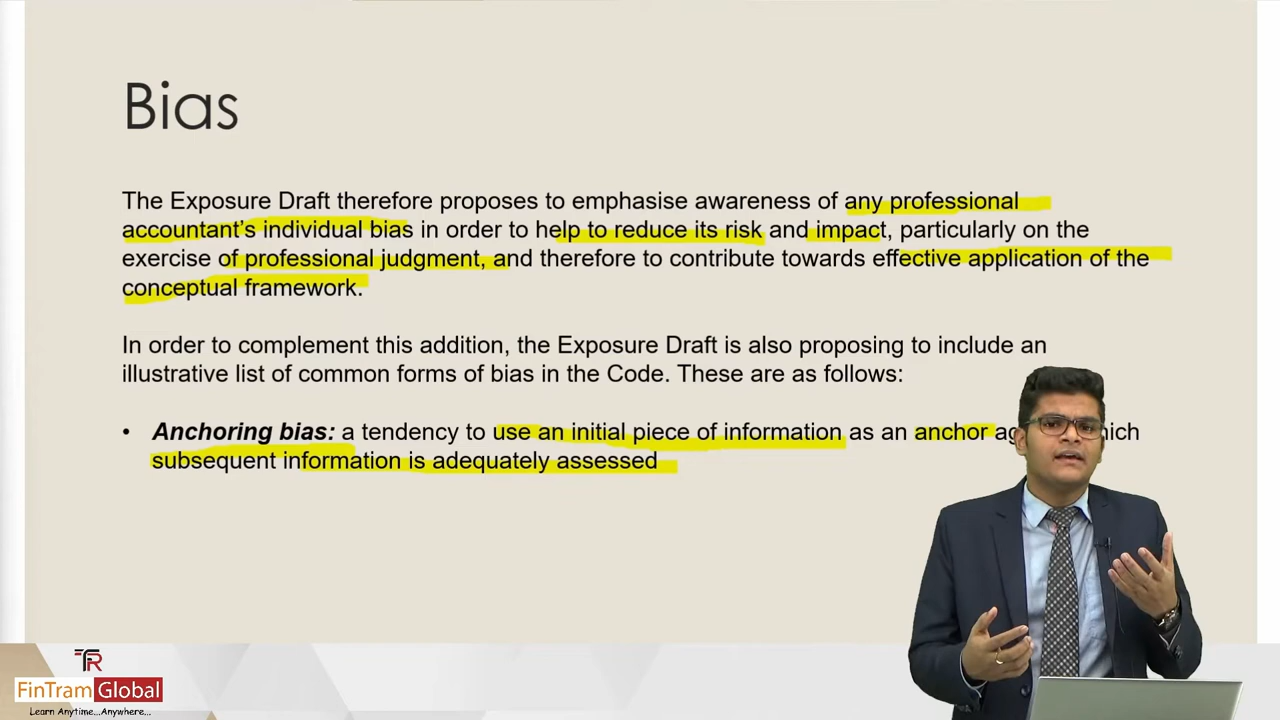 Bias
The Exposure Draft therefore proposes to emphasise awareness of any professional
accountant's individual bias in order to help to reduce its risk and impact, particularly on the
exercise of professional judgment, and therefore to contribute towards effective application of the
conceptual framework.
In order to complement this addition, the Exposure Draft is also proposing to include an
illustrative list of common forms of bias in the Code. These are as follows:
• Anchoring bias: a tendency to use an initial piece of information as an anchor ag hich
subsequent information is adequately assessed
FR
FinTram Global
Learn Anytime...Anywhere...